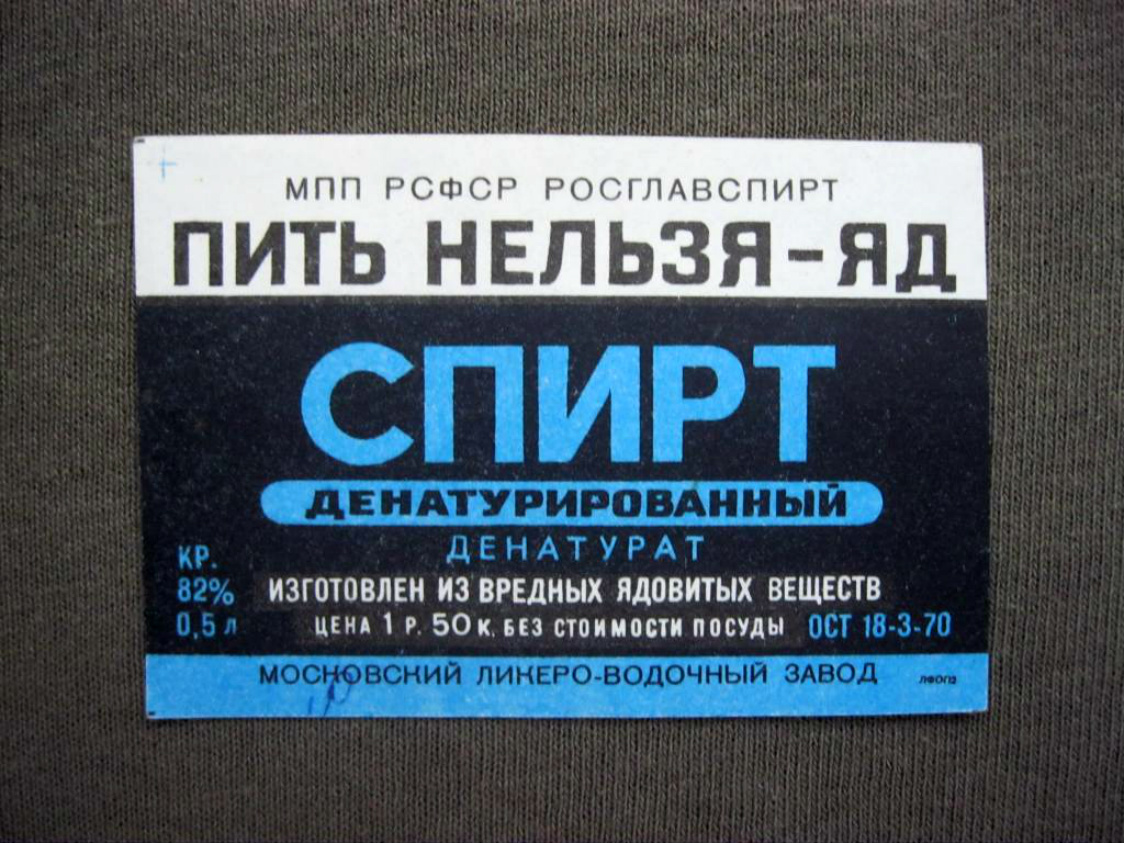 МПП РСФСР РОСГЛАВСПИРТ
ПИТЬ НЕЛЬЗЯ-ЯД
СПИРТ
ДЕНАТУРИРОВАННЫЙ
ДЕНАТУРАТ
КР.
82% ИЗГОТОВЛЕН ИЗ ВРЕДНЫХ ЯДОВИТЫХ ВЕЩЕСТВ
0,5 л ЦЕНА 1 Р. 50 К. БЕЗ СТОИМОСТИ ПОСУДЫ ОСТ 18-3-70
МОСКОВСКИЙ ЛИКЕРО-ВОДОЧНЫЙ ЗАВОД